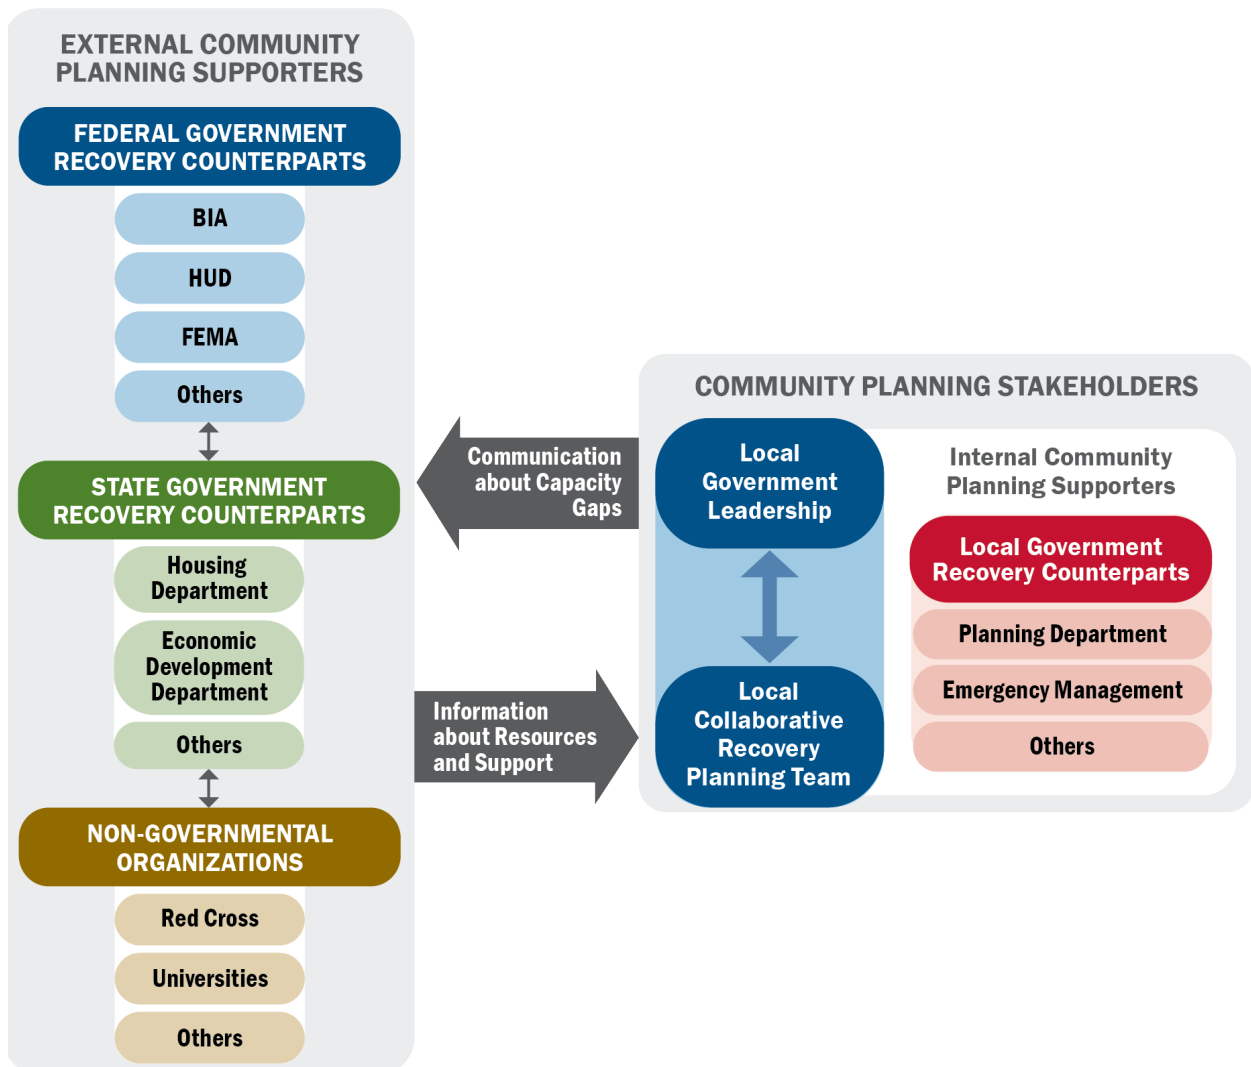 EXTERNAL COMMUNITY
PLANNING SUPPORTERS
FEDERAL GOVERNMENT
RECOVERY COUNTERPARTS
BIA
HUD
FEMA
Others
STATE GOVERNMENT
RECOVERY COUNTERPARTS
Housing
Department
Economic
Development
Department
Others
NON-GOVERNMENTAL
ORGANIZATIONS
Red Cross
Universities
Others
Communication
about Capacity
Gaps
Information
about Resources
and Support
COMMUNITY PLANNING STAKEHOLDERS
Local
Government
Leadership
Local
Collaborative
Recovery
Planning Team
Internal Community
Planning Supporters
Local Government
Recovery Counterparts
Planning Department
Emergency Management
Others